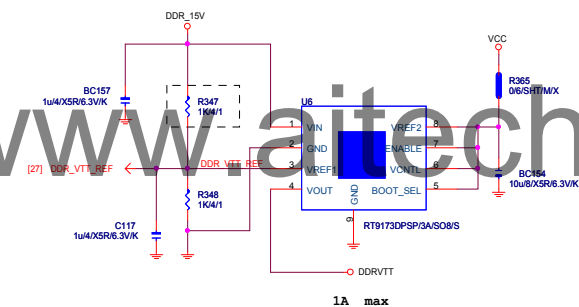 DDR_15V
VCC
BC157
1u/4/X5R/6.3V/K
R347
1K/4/1
U6
R365
0/6/SHT/M/X
1 VIN VREF2 8
2 GND ENABLE 7
[27] DDR_VTT_REF
DDR_VTT_REF
3 VREF1 VCNTL 6
4 VOUT BOOT_SEL 5
GND
9
BC154
10u/8/X5R/6.3V/K
R348
1K/4/1
C117
1u/4/X5R/6.3V/K
RT9173DPSP/3A/SO8/S
DDRVTT
1A max
www.aitech